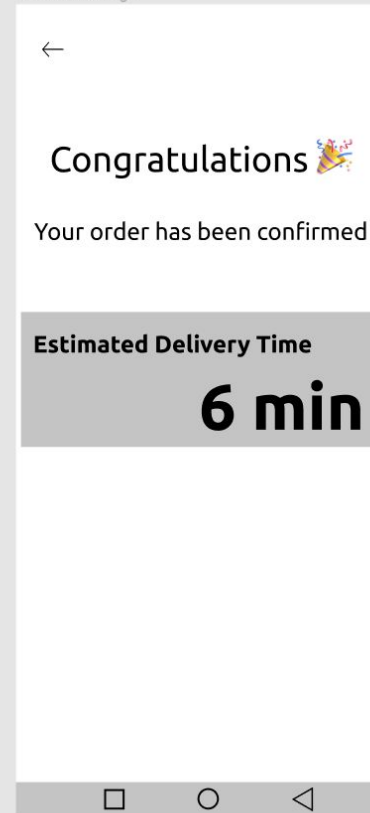 Congratulations 🎉
Your order has been confirmed
Estimated Delivery Time
6 min